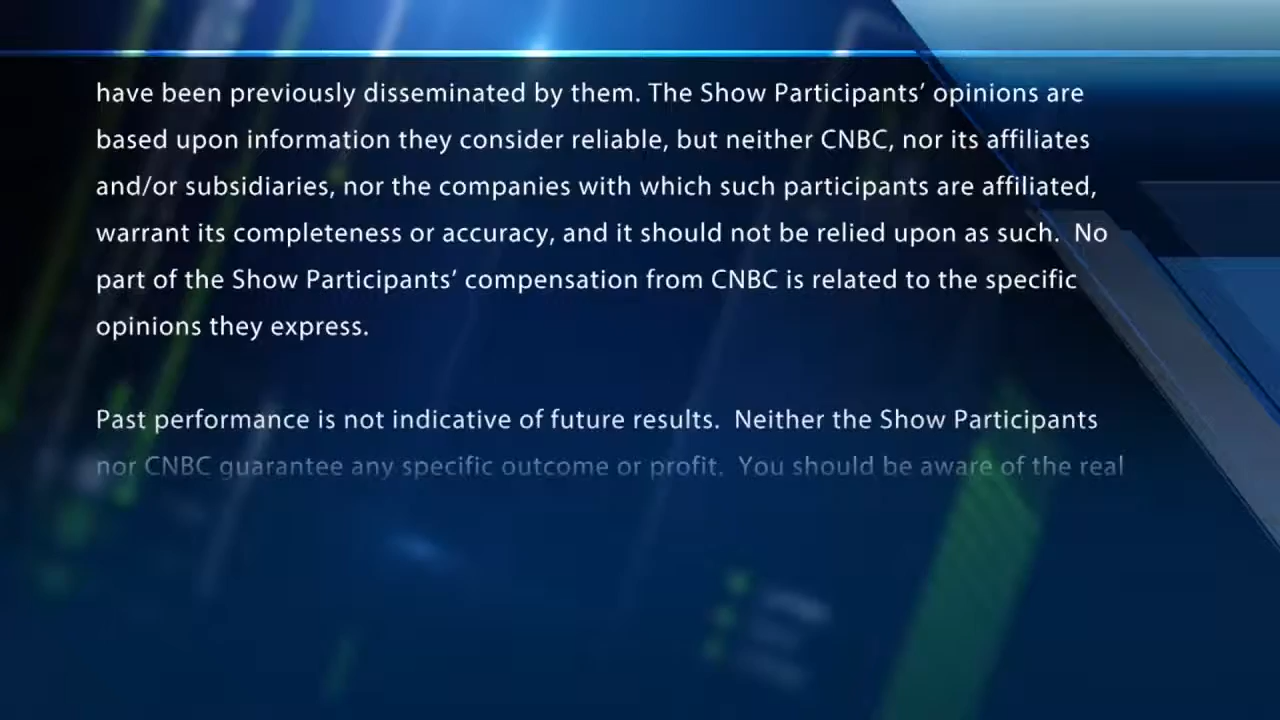 have been previously disseminated by them. The Show Participants’ opinions are
based upon information they consider reliable, but neither CNBC, nor its affiliates
and/or subsidiaries, nor the companies with which such participants are affiliated,
warrant its completeness or accuracy, and it should not be relied upon as such.  No
part of the Show Participants’ compensation from CNBC is related to the specific
opinions they express.
Past performance is not indicative of future results.  Neither the Show Participants
nor CNBC guarantee any specific outcome or profit.  You should be aware of the real